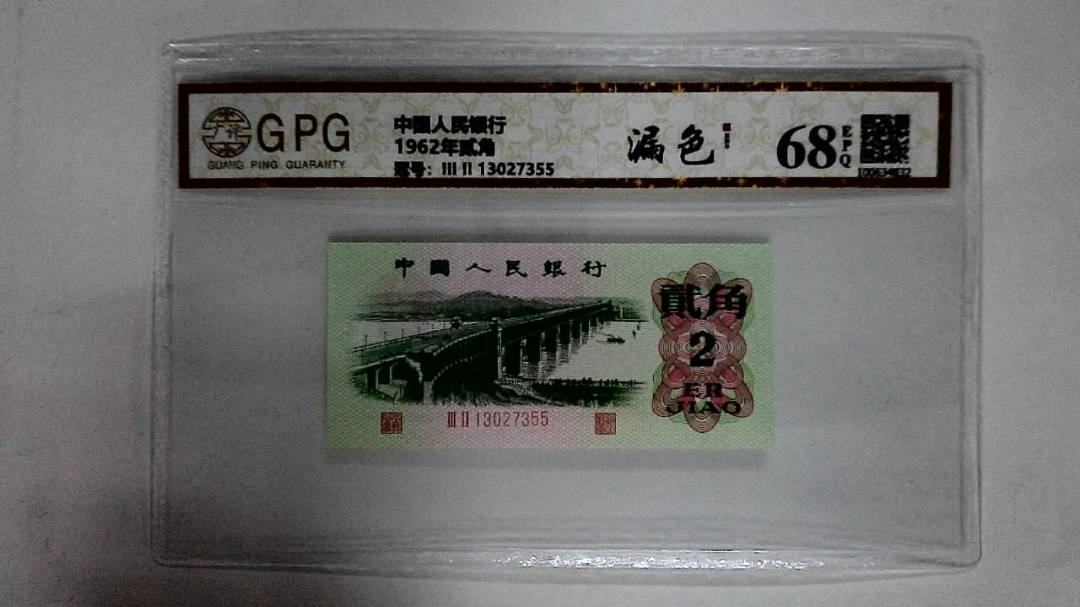 GPG
GUANG PING GUARANTY
中國人民銀行
1962年贰角
冠号: III II 13027355
漏色
68
EPQ
中國人民銀行
貳角
2
ER
JIAO
III II 13027355